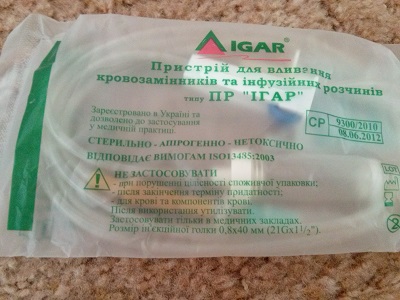 IGAR
Пристрій для вливання
кровозамінників та інфузійних розчинів
типу ПР "ІГАР"
Зареєстровано в Україні та
дозволено до застосування
у медичній практиці.
СР
9300/2010
08.06.2012
СТЕРИЛЬНО - АПІРОГЕННО - НЕТОКСИЧНО
ВІДПОВІДАЄ ВИМОГАМ ISO13485:2003
НЕ ЗАСТОСОВУВАТИ
- при порушенні цілісності споживчої упаковки;
- після закінчення терміну придатності;
- для крові та компонентів крові.
Після використання утилізувати.
Застосовувати тільки в медичних закладах.
Розмір ін'єкційної голки 0,8х40 мм (21Gx1½").
LOT
2